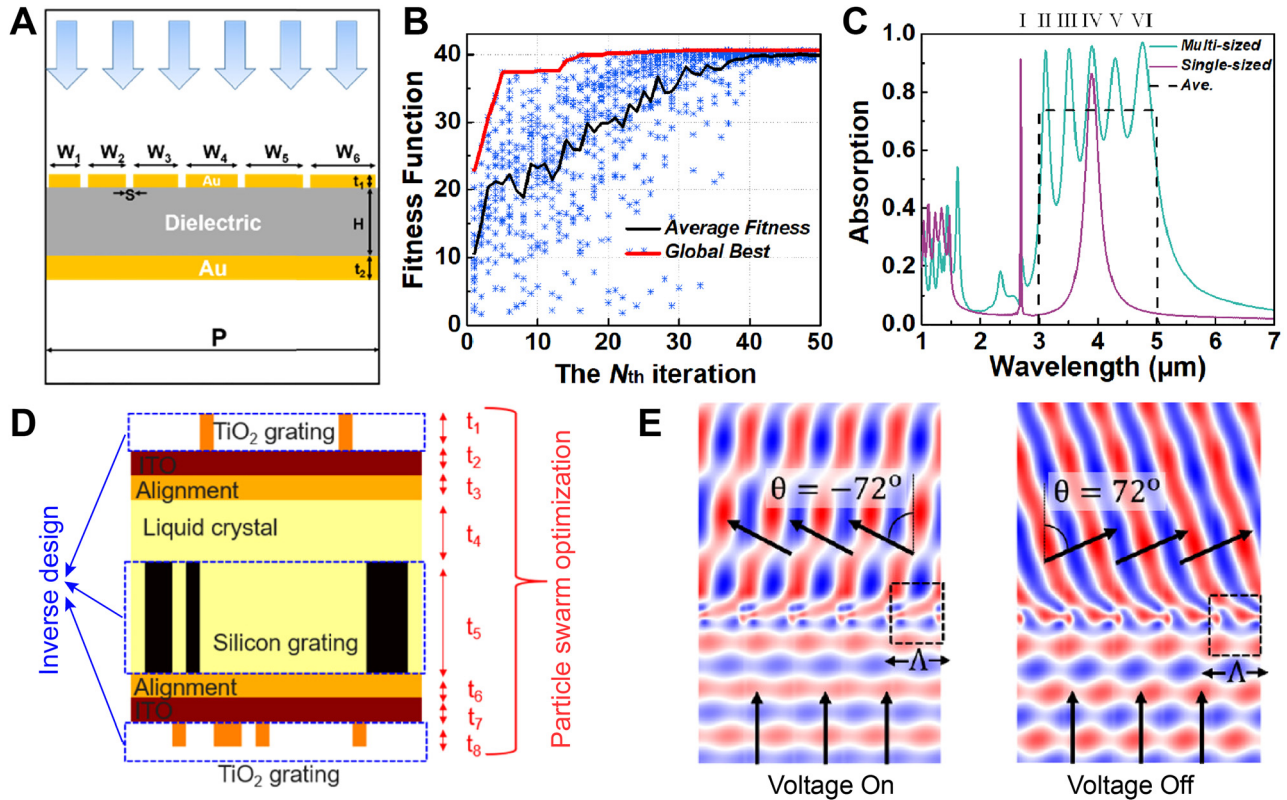 A
W1 W2 W3 W4 W5 W6
Au
t1
S
Dielectric
H
Au
t2
P
B
Fitness Function
40
30
20
10
0
Average Fitness
Global Best
0 10 20 30 40 50
The Nth iteration
C
I II III IV V VI
Absorption
1.0
0.8
0.6
0.4
0.2
0.0
Multi-sized
Single-sized
Ave.
1 2 3 4 5 6 7
Wavelength (μm)
D
Inverse design
TiO2 grating
ITO
Alignment
Liquid crystal
Silicon grating
Alignment
ITO
TiO2 grating
t1
t2
t3
t4
t5
t6
t7
t8
Particle swarm optimization
E
θ = −72°
Λ
Voltage On
θ = 72°
Λ
Voltage Off